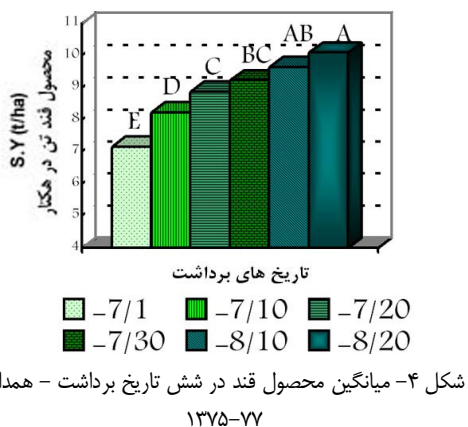 11
10
9
8
7
6
5
4
S.Y (t/ha)
محصول قند تن در هکتار
E
D
C
BC
AB
A
تاریخ های برداشت
-7/1 -7/10 -7/20
-7/30 -8/10 -8/20
شکل ۴- میانگین محصول قند در شش تاریخ برداشت - همدا
۱۳۷۵-۷۷